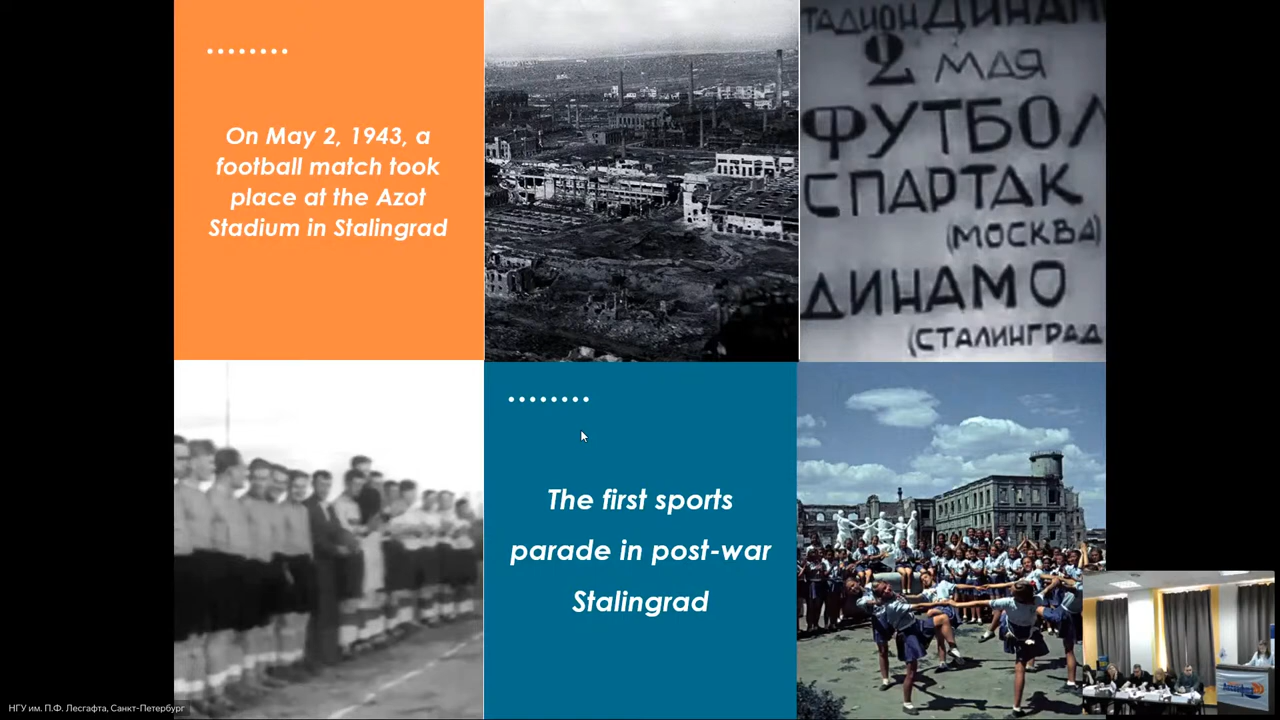 On May 2, 1943, a
football match took
place at the Azot
Stadium in Stalingrad
ТАДИОН ДИНАМ
2 МАЯ
ФУТБОЛ
СПАРТАК
(МОСКВА)
ДИНАМО
(СТАЛИНГРАД
The first sports
parade in post-war
Stalingrad
НГУ им. П.Ф. Лесгафта, Санкт-Петербург